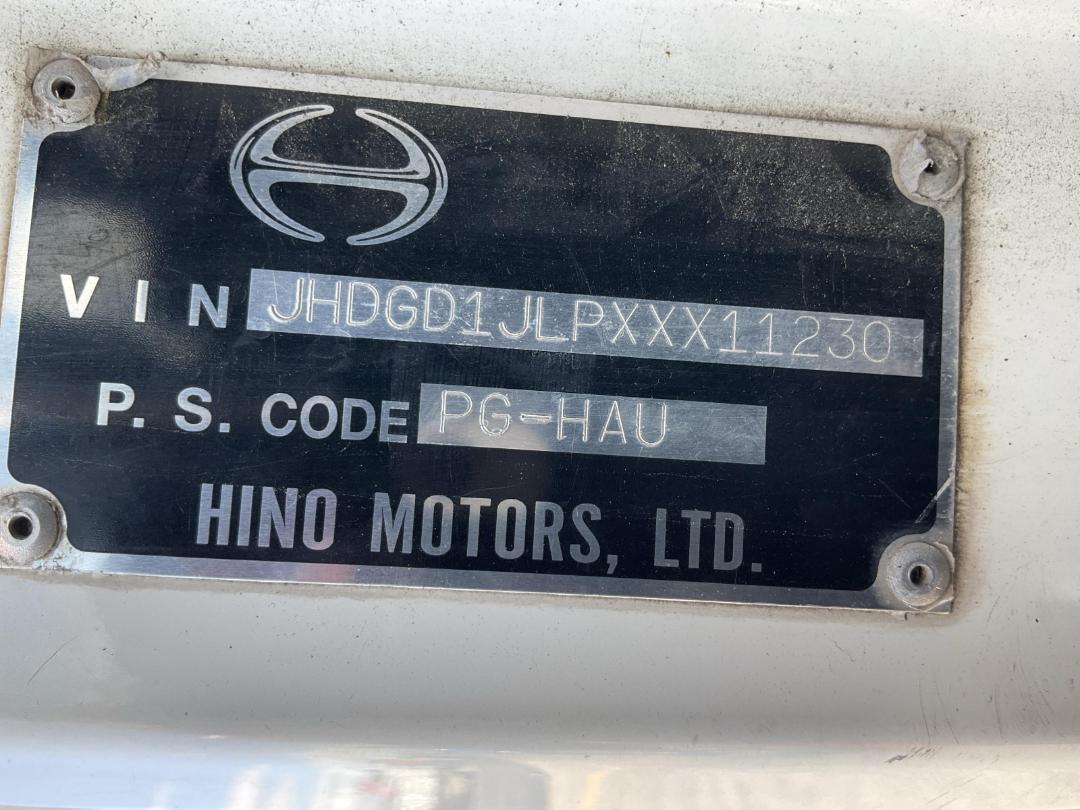 VIN JHDGD1JLPXXX11230
P. S. CODE PG-HAU
HINO MOTORS, LTD.